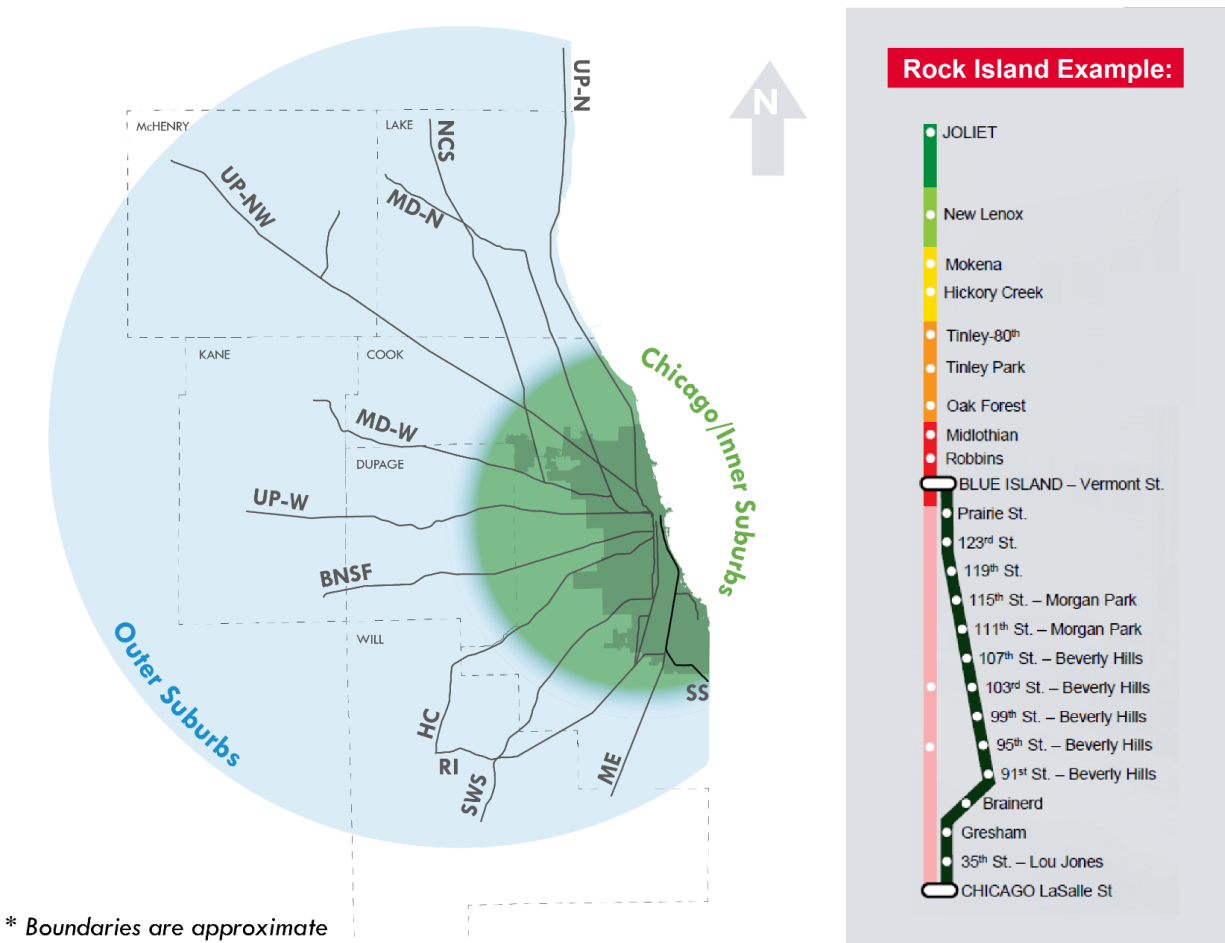 UP-N
N
McHENRY
LAKE
NCS
UP-NW
MD-N
KANE
COOK
Chicago/Inner Suburbs
MD-W
DUPAGE
UP-W
BNSF
WILL
Outer Suburbs
SS
HC
RI
ME
SWS
* Boundaries are approximate
Rock Island Example:
JOLIET
New Lenox
Mokena
Hickory Creek
Tinley-80th
Tinley Park
Oak Forest
Midlothian
Robbins
BLUE ISLAND – Vermont St.
Prairie St.
123rd St.
119th St.
115th St. – Morgan Park
111th St. – Morgan Park
107th St. – Beverly Hills
103rd St. – Beverly Hills
99th St. – Beverly Hills
95th St. – Beverly Hills
91st St. – Beverly Hills
Brainerd
Gresham
35th St. – Lou Jones
CHICAGO LaSalle St